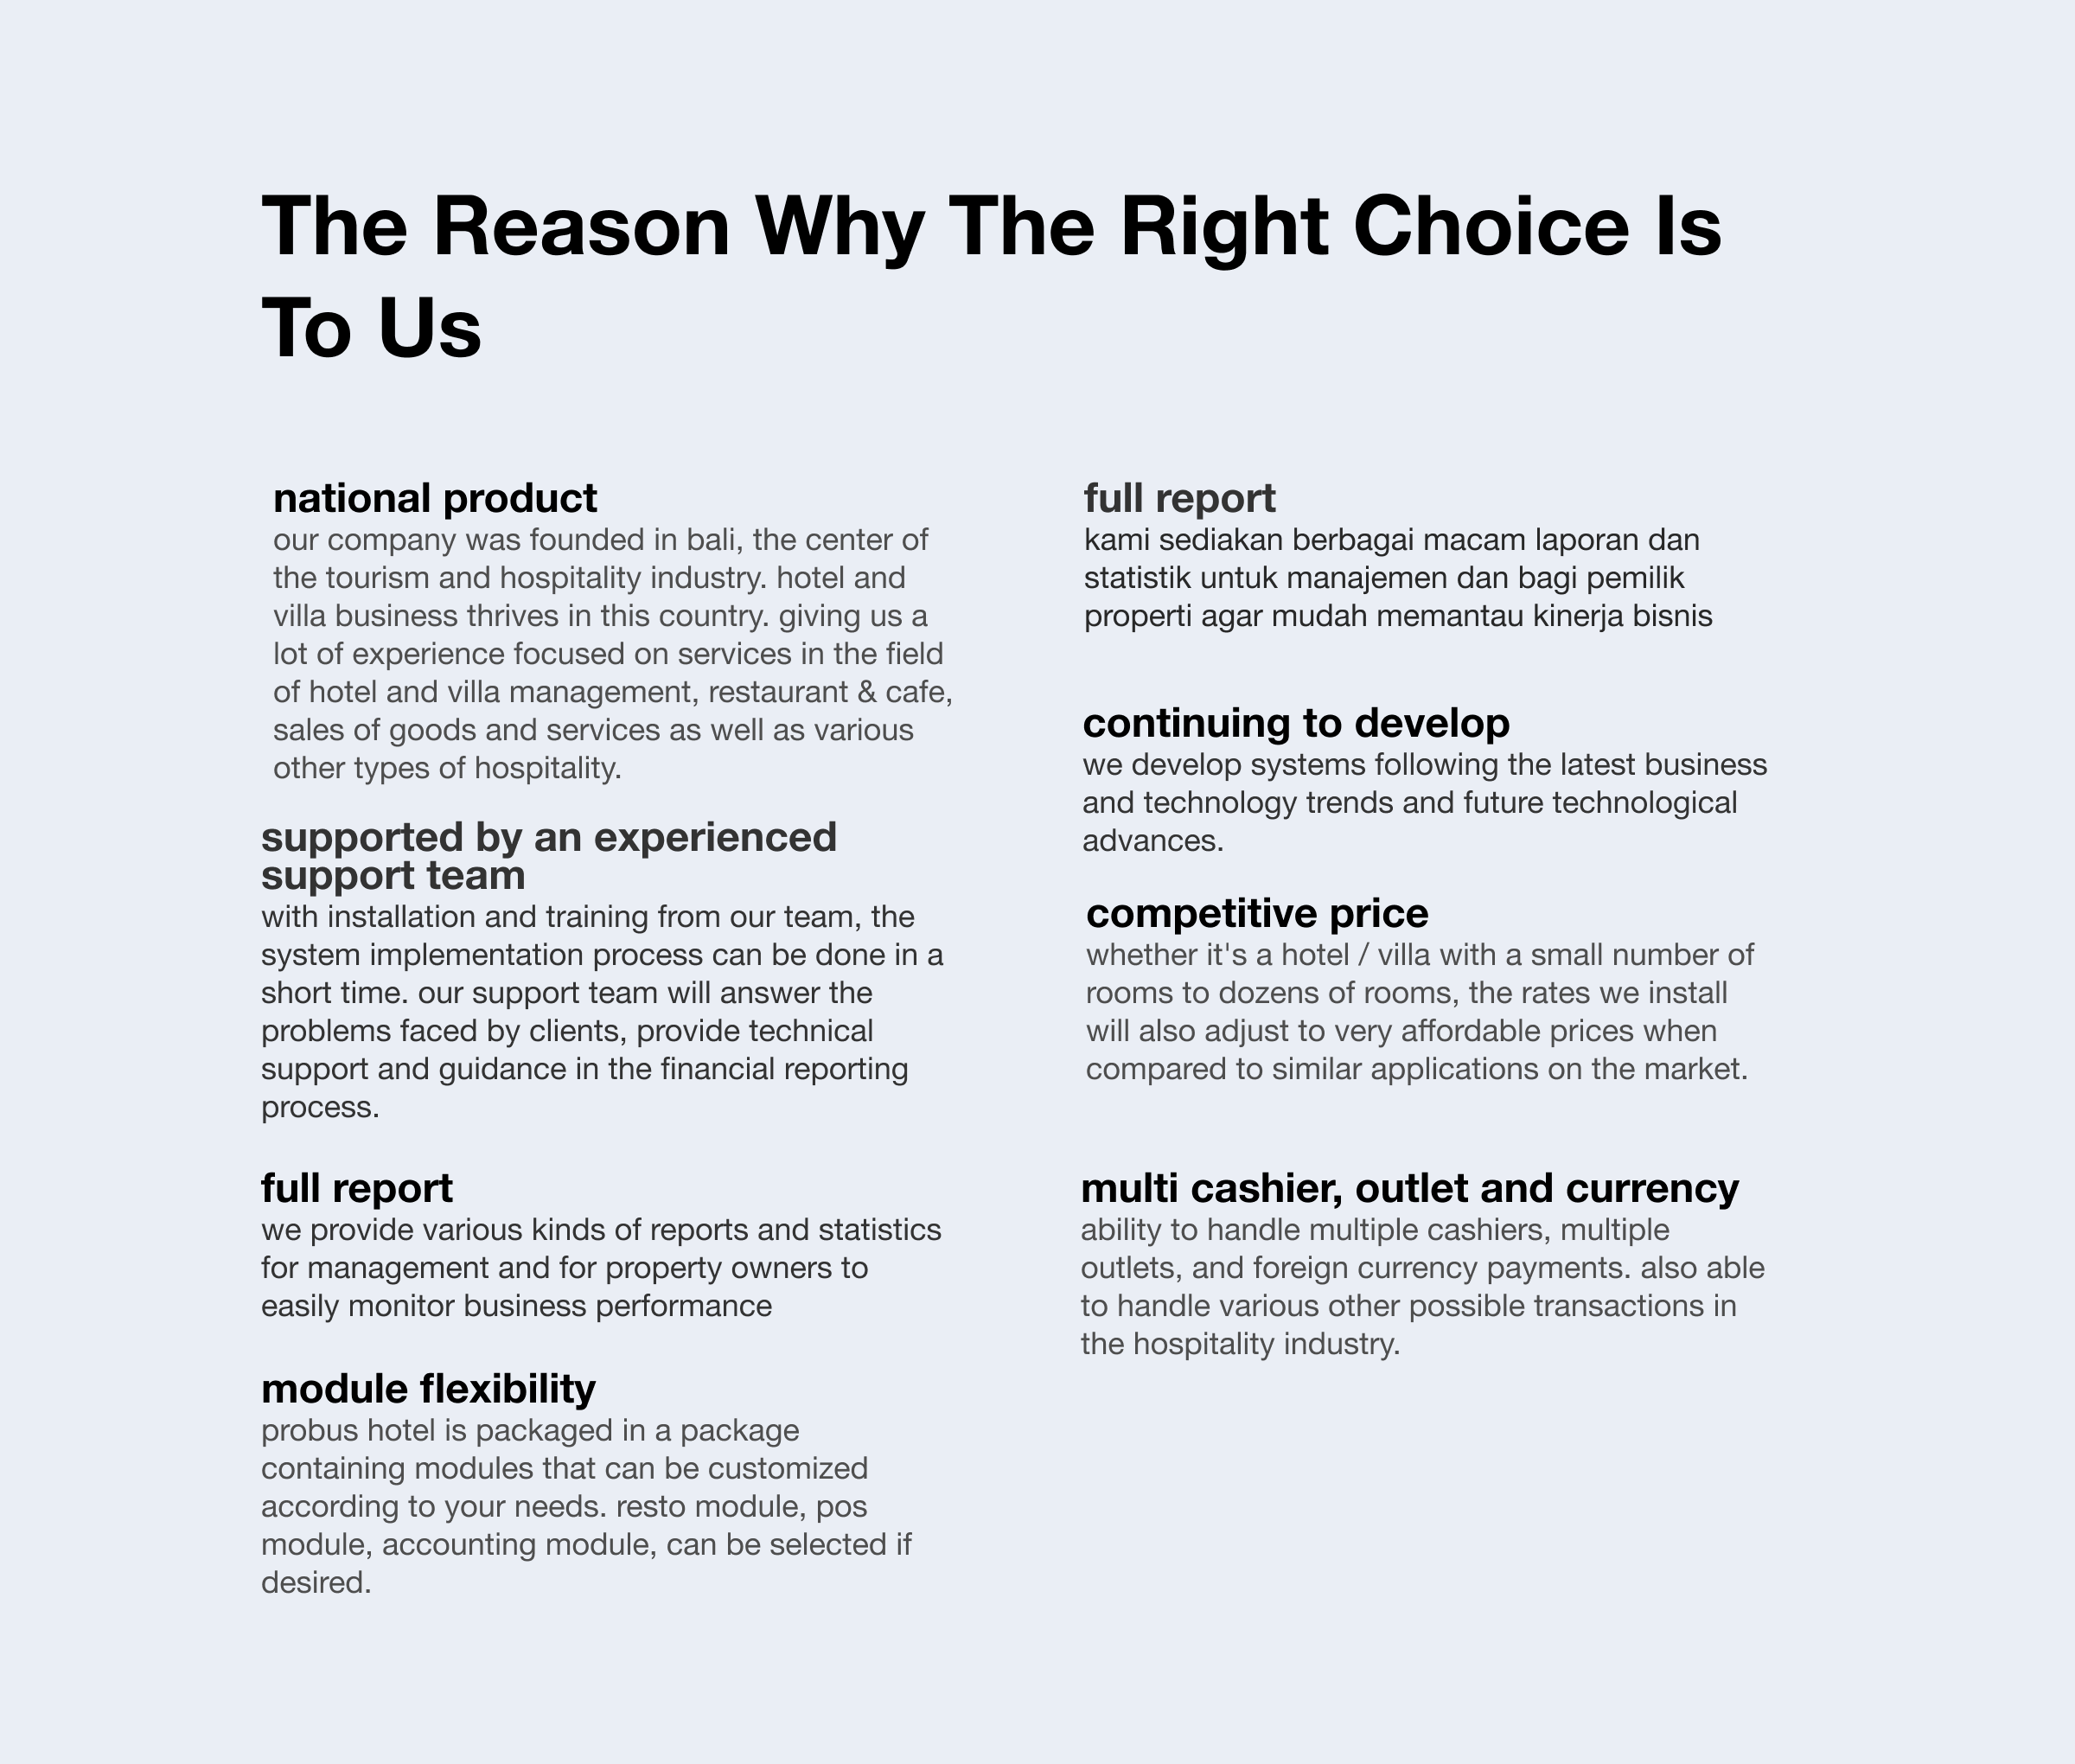 The Reason Why The Right Choice Is
To Us
national product
our company was founded in bali, the center of
the tourism and hospitality industry. hotel and
villa business thrives in this country. giving us a
lot of experience focused on services in the field
of hotel and villa management, restaurant & cafe,
sales of goods and services as well as various
other types of hospitality.
supported by an experienced
support team
with installation and training from our team, the
system implementation process can be done in a
short time. our support team will answer the
problems faced by clients, provide technical
support and guidance in the financial reporting
process.
full report
we provide various kinds of reports and statistics
for management and for property owners to
easily monitor business performance
module flexibility
probus hotel is packaged in a package
containing modules that can be customized
according to your needs. resto module, pos
module, accounting module, can be selected if
desired.
full report
kami sediakan berbagai macam laporan dan
statistik untuk manajemen dan bagi pemilik
properti agar mudah memantau kinerja bisnis
continuing to develop
we develop systems following the latest business
and technology trends and future technological
advances.
competitive price
whether it's a hotel / villa with a small number of
rooms to dozens of rooms, the rates we install
will also adjust to very affordable prices when
compared to similar applications on the market.
multi cashier, outlet and currency
ability to handle multiple cashiers, multiple
outlets, and foreign currency payments. also able
to handle various other possible transactions in
the hospitality industry.